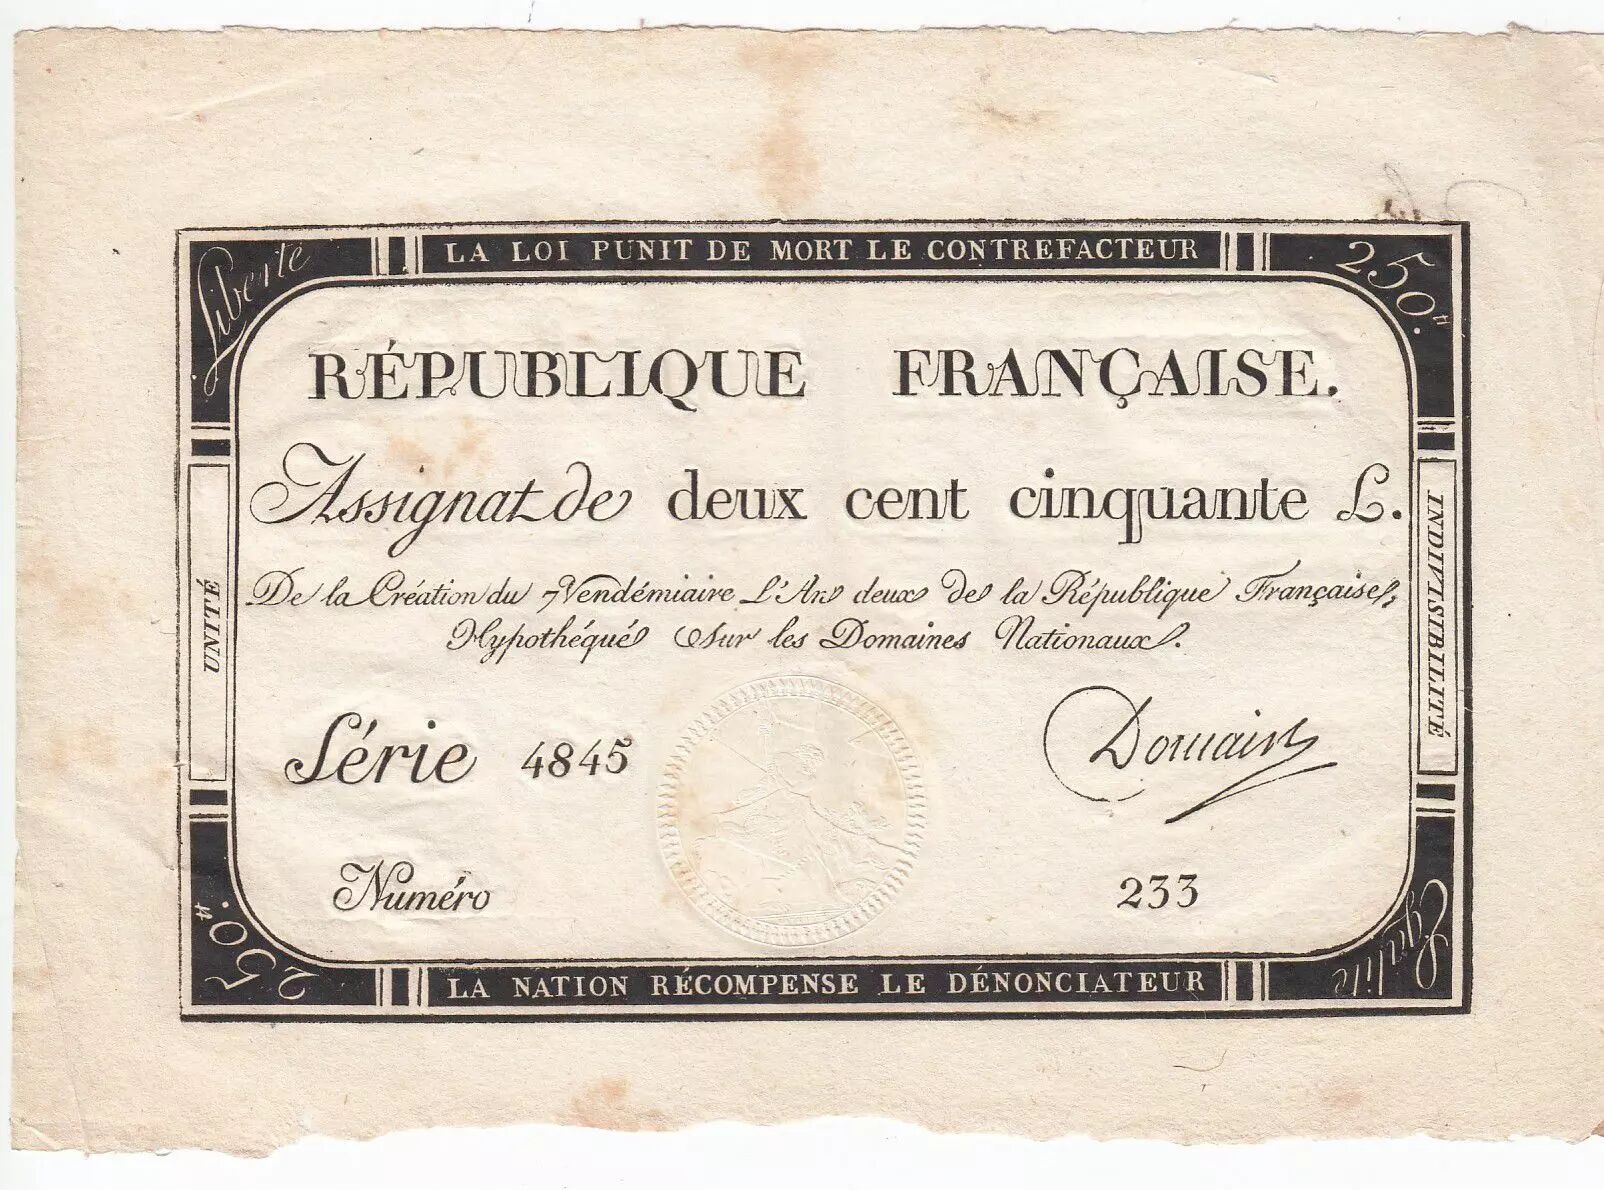 Liberté
LA LOI PUNIT DE MORT LE CONTREFACTEUR
250.
RÉPUBLIQUE FRANÇAISE.
Assignat de deux cent cinquante L.
De la Création du 7 Vendémiaire L'An deux de la République Française,
Hypothéqué Sur les Domaines Nationaux.
UNITÉ
INDIVISIBILITÉ
Série 4845
Domain
Numéro 233
250.
LA NATION RÉCOMPENSE LE DÉNONCIATEUR
Egalité